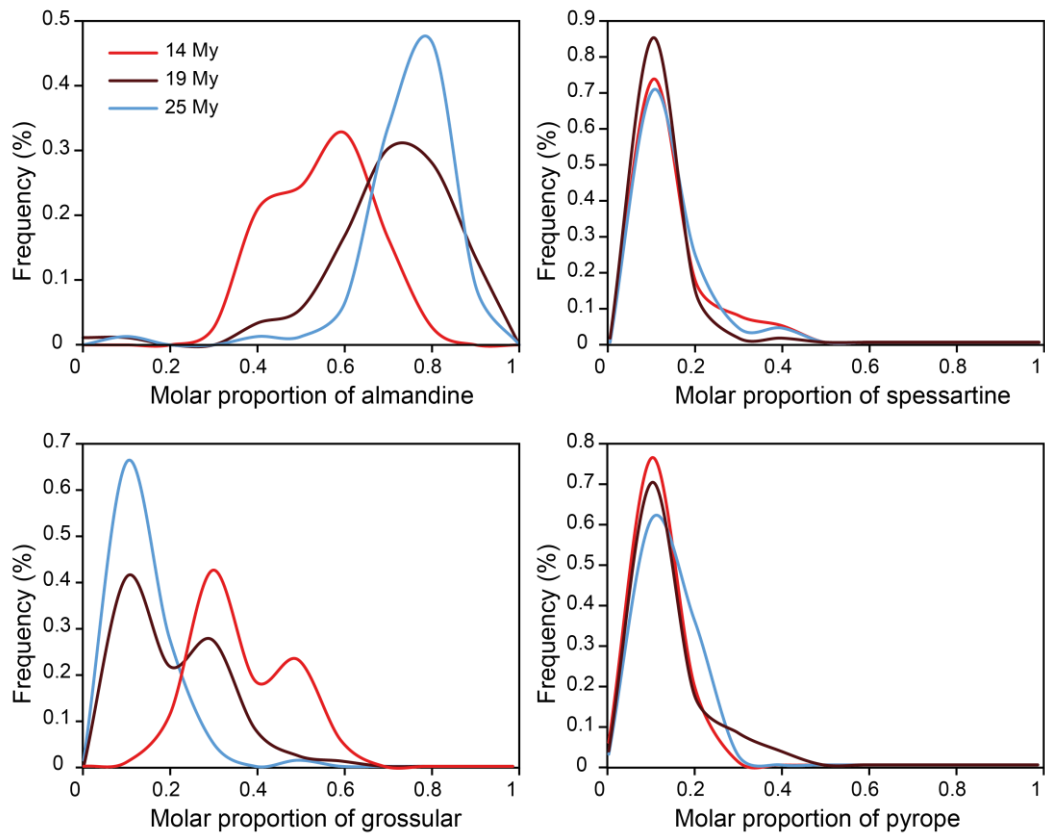 0.5
0.4
0.3
0.2
0.1
0
Frequency (%)
14 My
19 My
25 My
0 0.2 0.4 0.6 0.8 1
Molar proportion of almandine
0.9
0.8
0.7
0.6
0.5
0.4
0.3
0.2
0.1
0
Frequency (%)
0 0.2 0.4 0.6 0.8 1
Molar proportion of spessartine
0.7
0.6
0.5
0.4
0.3
0.2
0.1
0
Frequency (%)
0 0.2 0.4 0.6 0.8 1
Molar proportion of grossular
0.8
0.7
0.6
0.5
0.4
0.3
0.2
0.1
0
Frequency (%)
0 0.2 0.4 0.6 0.8 1
Molar proportion of pyrope